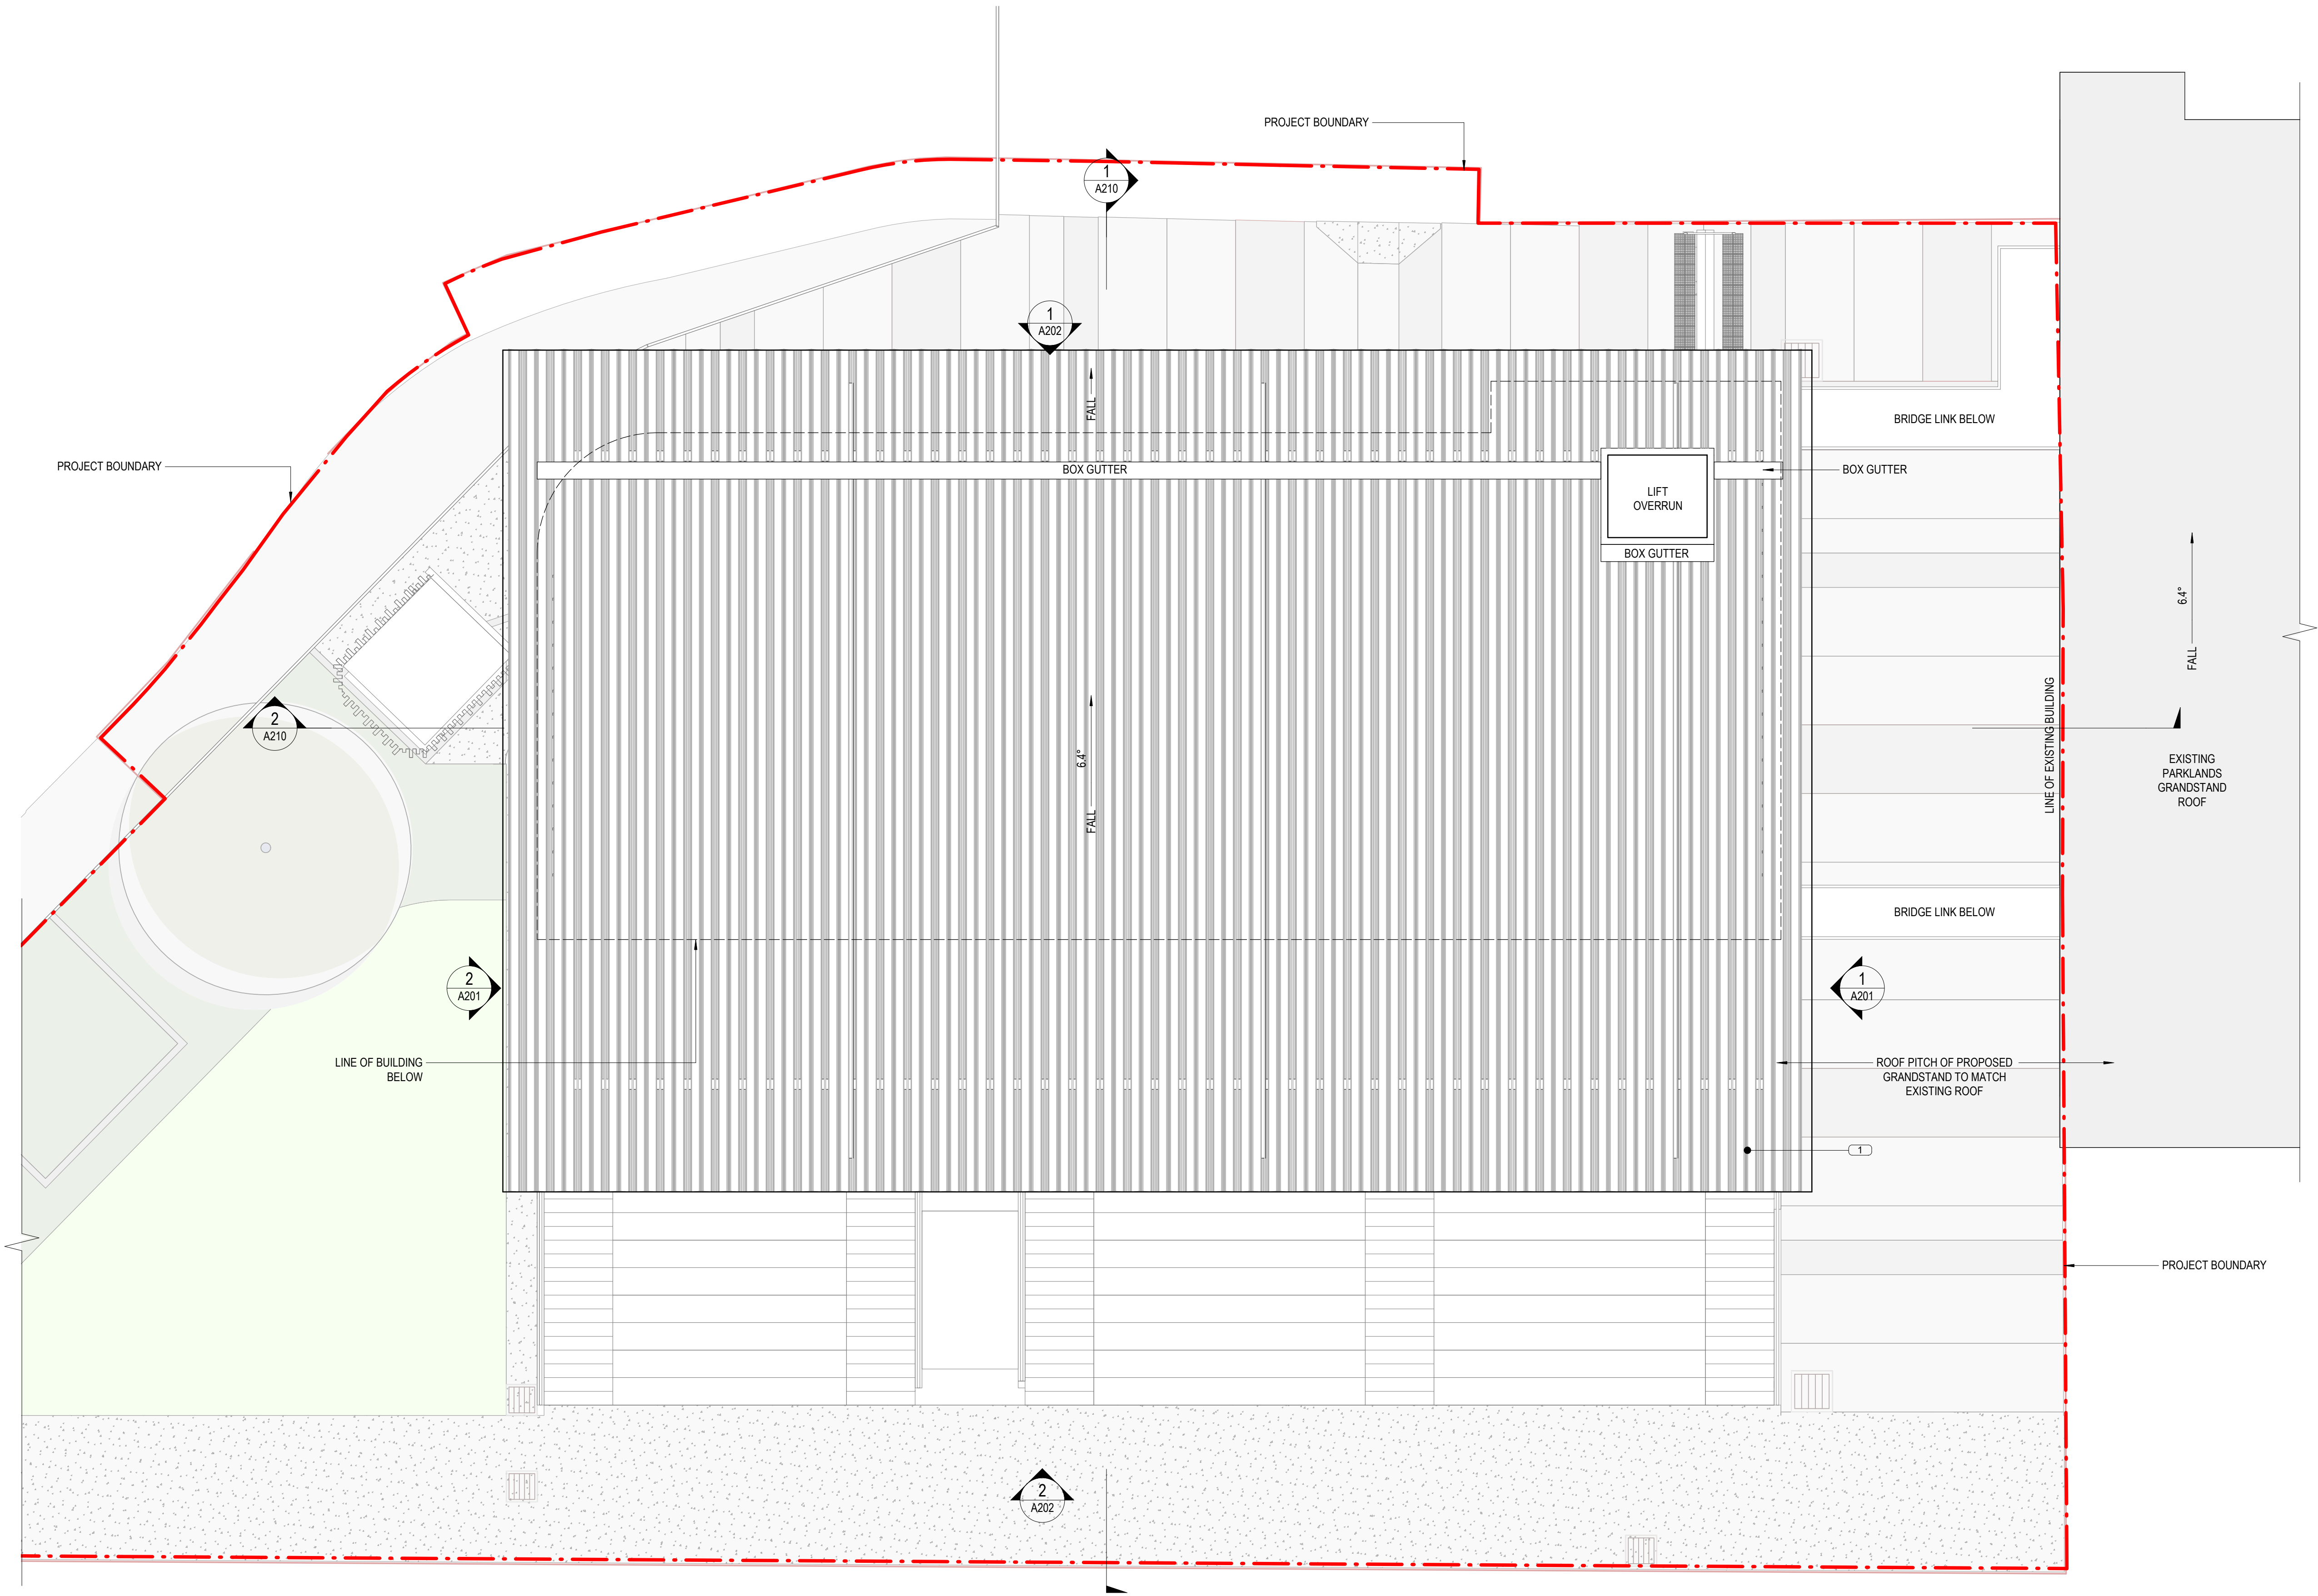 PROJECT BOUNDARY
1
A210
1
A202
FALL
BRIDGE LINK BELOW
PROJECT BOUNDARY
BOX GUTTER
BOX GUTTER
LIFT
OVERRUN
BOX GUTTER
6.4°
FALL
2
A210
6.4°
FALL
LINE OF EXISTING BUILDING
EXISTING
PARKLANDS
GRANDSTAND
ROOF
BRIDGE LINK BELOW
2
A201
1
A201
LINE OF BUILDING
BELOW
ROOF PITCH OF PROPOSED
GRANDSTAND TO MATCH
EXISTING ROOF
1
PROJECT BOUNDARY
2
A202